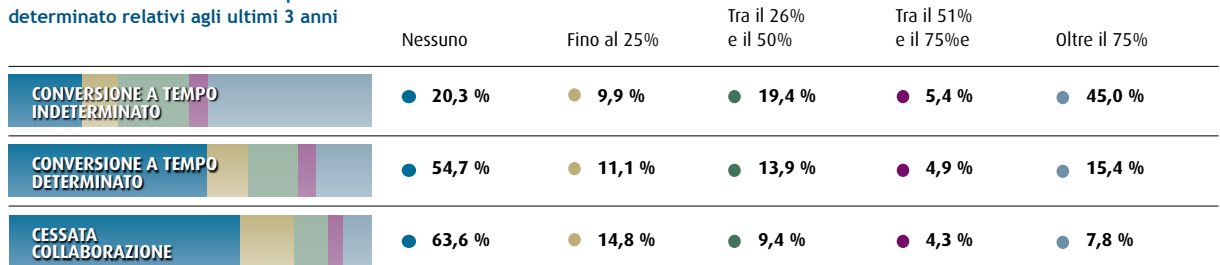 determinato relativi agli ultimi 3 anni
Nessuno
Fino al 25%
Tra il 26%
e il 50%
Tra il 51%
e il 75%e
Oltre il 75%
CONVERSIONE A TEMPO
INDETERMINATO
20,3 %
9,9 %
19,4 %
5,4 %
45,0 %
CONVERSIONE A TEMPO
DETERMINATO
54,7 %
11,1 %
13,9 %
4,9 %
15,4 %
CESSATA
COLLABORAZIONE
63,6 %
14,8 %
9,4 %
4,3 %
7,8 %